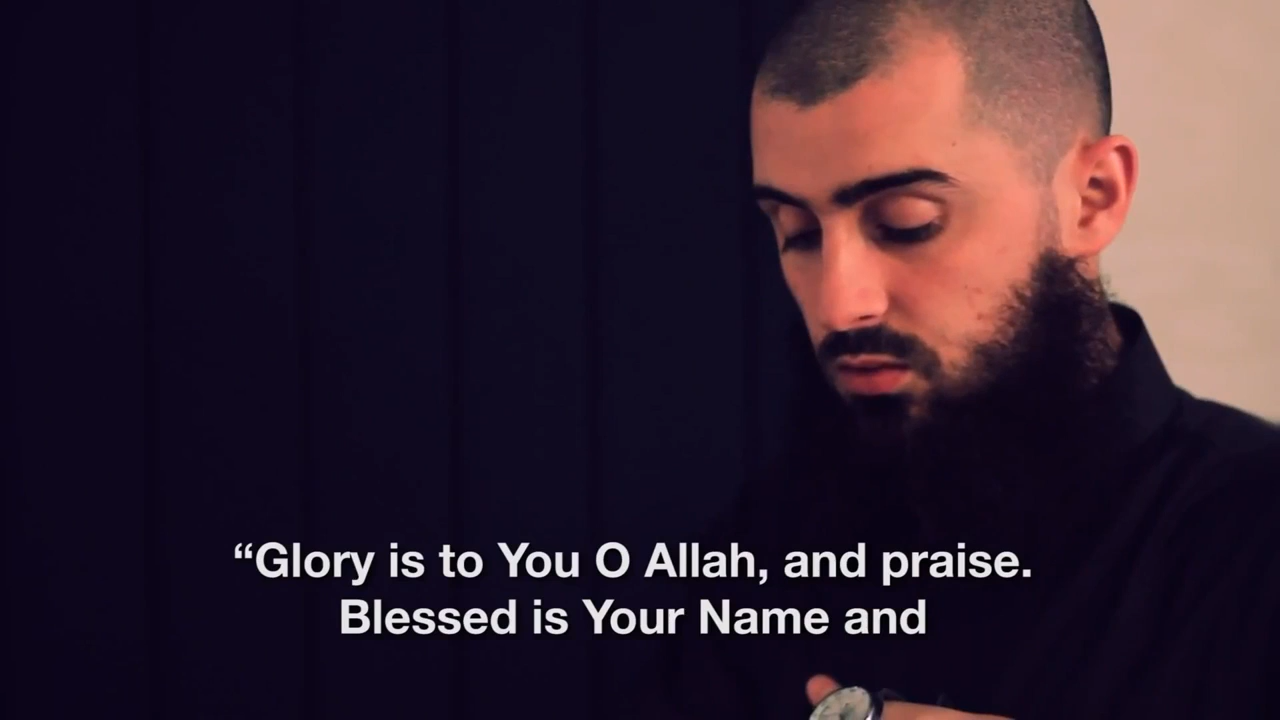 “Glory is to You O Allah, and praise.
Blessed is Your Name and